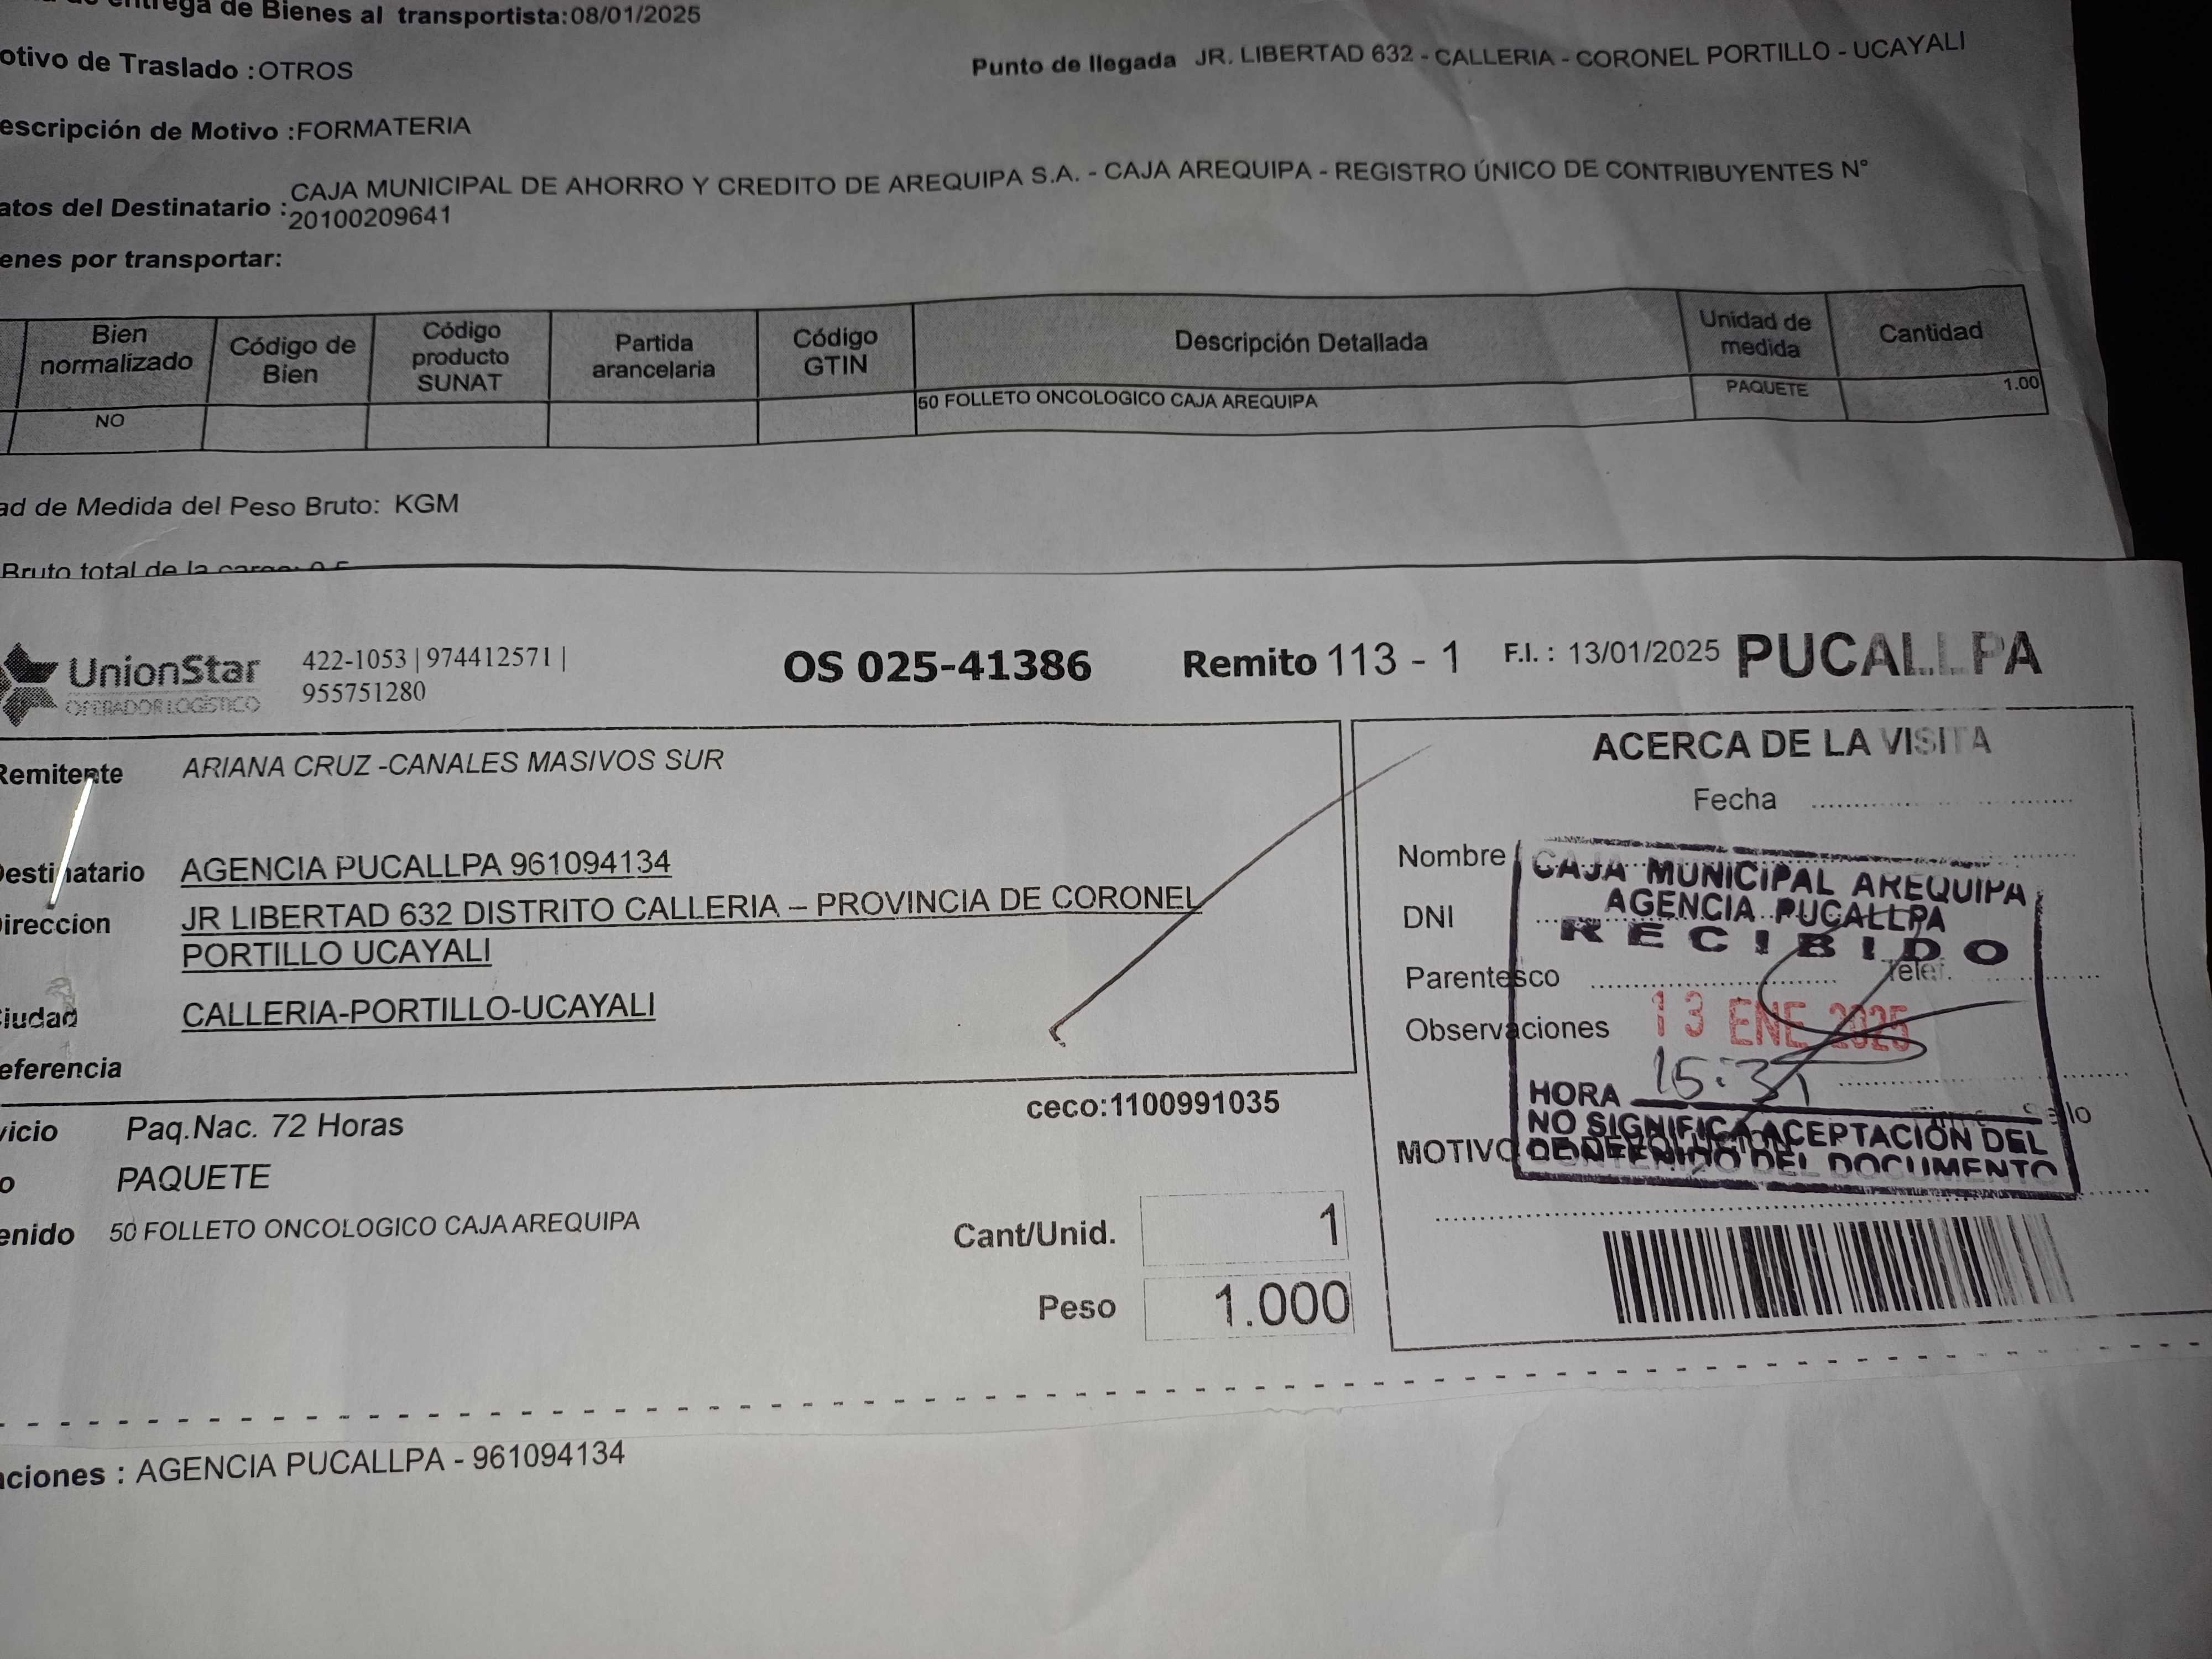 entrega de Bienes al transportista:08/01/2025
otivo de Traslado :OTROS
Punto de llegada JR. LIBERTAD 632 - CALLERIA - CORONEL PORTILLO - UCAYALI
escripción de Motivo :FORMATERIA
atos del Destinatario :CAJA MUNICIPAL DE AHORRO Y CREDITO DE AREQUIPA S.A. - CAJA AREQUIPA - REGISTRO ÚNICO DE CONTRIBUYENTES N°
20100209641
enes por transportar:
Bien normalizado Código de Bien Código producto SUNAT Partida arancelaria Código GTIN Descripción Detallada Unidad de medida Cantidad
NO 50 FOLLETO ONCOLOGICO CAJA AREQUIPA PAQUETE 1.00
ad de Medida del Peso Bruto: KGM
Bruto total de la
UnionStar
OPERADOR LOGÍSTICO
422-1053 | 974412571 |
955751280
OS 025-41386
Remito 113 - 1
F.I. : 13/01/2025
PUCALLPA
Remitente ARIANA CRUZ -CANALES MASIVOS SUR
Destinatario AGENCIA PUCALLPA 961094134
Direccion JR LIBERTAD 632 DISTRITO CALLERIA – PROVINCIA DE CORONEL
PORTILLO UCAYALI
Ciudad CALLERIA-PORTILLO-UCAYALI
eferencia
vicio Paq.Nac. 72 Horas
ceco:1100991035
o PAQUETE
enido 50 FOLLETO ONCOLOGICO CAJA AREQUIPA
Cant/Unid. 1
Peso 1.000
ACERCA DE LA VISITA
Fecha
Nombre
DNI
Parentesco Telef.
Observaciones
MOTIVO
CAJA MUNICIPAL AREQUIPA
AGENCIA PUCALLPA
RECIBIDO
13 ENE 2025
HORA
NO SIGNIFICA ACEPTACIÓN DEL
CONTENIDO DEL DOCUMENTO
aciones : AGENCIA PUCALLPA - 961094134